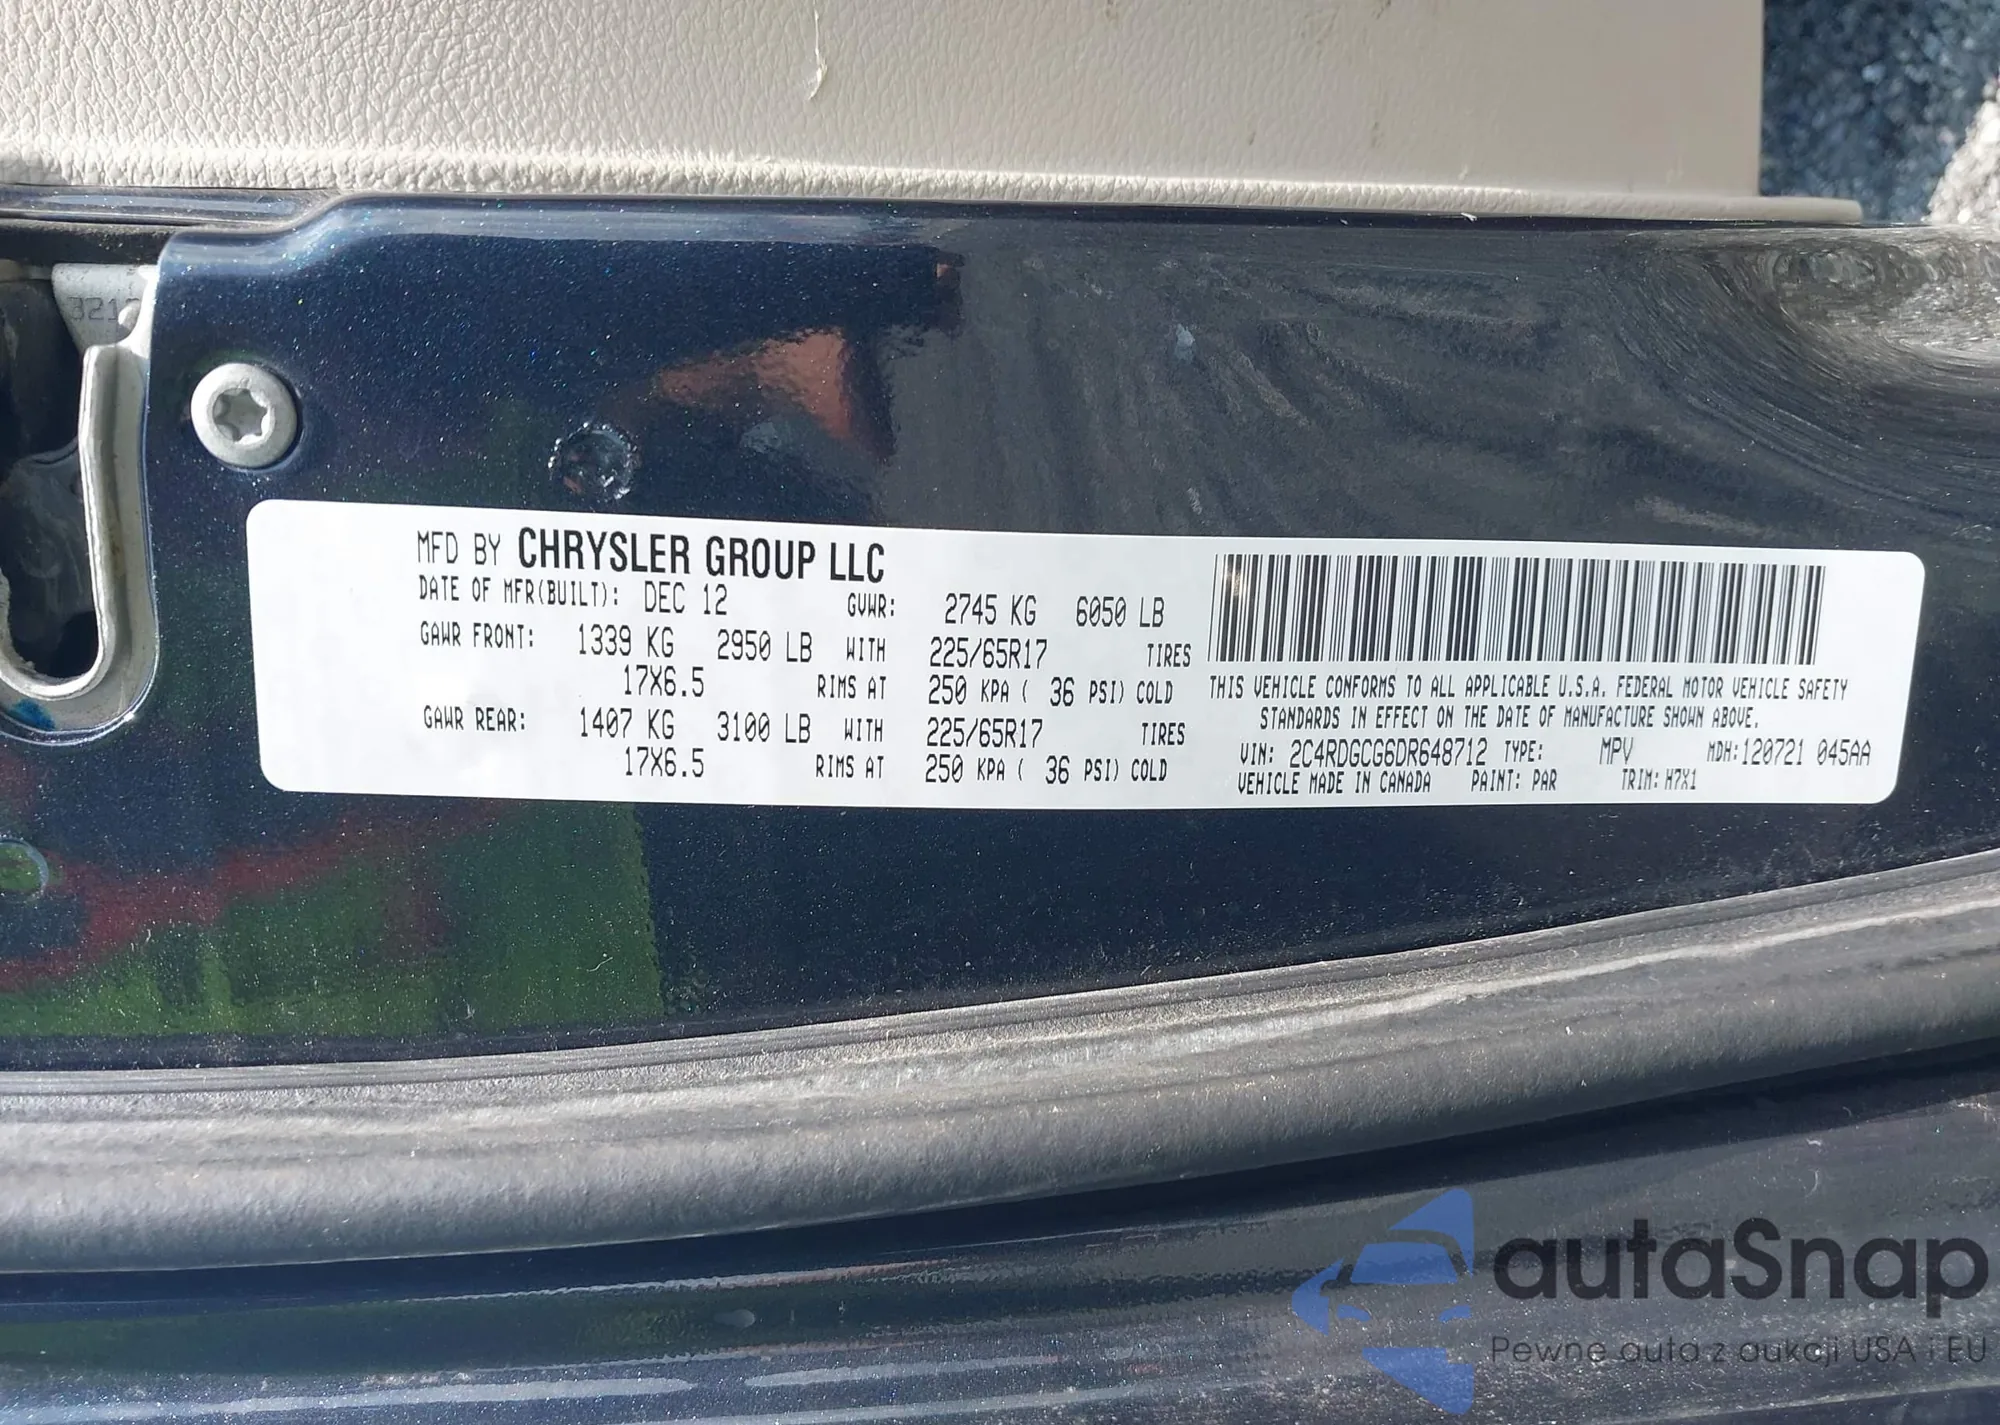 321
MFD BY CHRYSLER GROUP LLC
DATE OF MFR(BUILT): DEC 12 GVWR: 2745 KG 6050 LB
GAWR FRONT: 1339 KG 2950 LB WITH 225/65R17 TIRES
17X6.5 RIMS AT 250 KPA ( 36 PSI) COLD
GAWR REAR: 1407 KG 3100 LB WITH 225/65R17 TIRES
17X6.5 RIMS AT 250 KPA ( 36 PSI) COLD
THIS VEHICLE CONFORMS TO ALL APPLICABLE U.S.A. FEDERAL MOTOR VEHICLE SAFETY
STANDARDS IN EFFECT ON THE DATE OF MANUFACTURE SHOWN ABOVE.
VIN: 2C4RDGCG6DR648712 TYPE: MPV MDH:120721 045AA
VEHICLE MADE IN CANADA PAINT: PAR TRIM: H7X1
autaSnap
Pewne auta z aukcji USA i EU